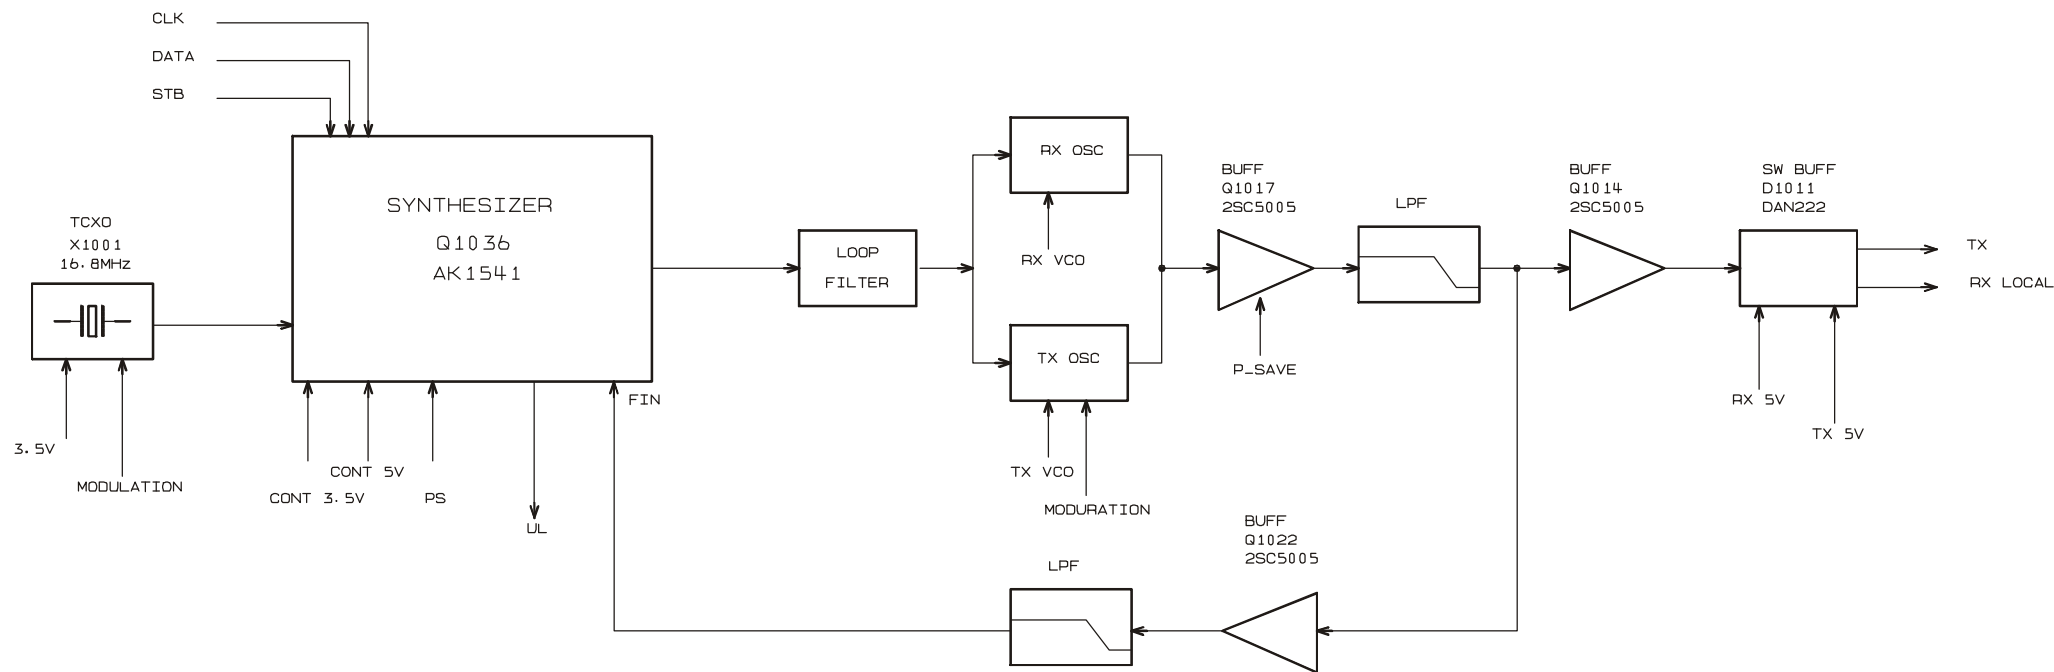 CLK
DATA
STB
SYNTHESIZER
Q1036
AK1541
TCXO
X1001
16.8MHz
3.5V
MODULATION
CONT 5V
CONT 3.5V
PS
UL
FIN
LOOP
FILTER
RX OSC
RX VCO
TX OSC
TX VCO
MODURATION
BUFF
Q1017
2SC5005
P_SAVE
LPF
BUFF
Q1014
2SC5005
SW BUFF
D1011
DAN222
TX
RX LOCAL
RX 5V
TX 5V
BUFF
Q1022
2SC5005
LPF